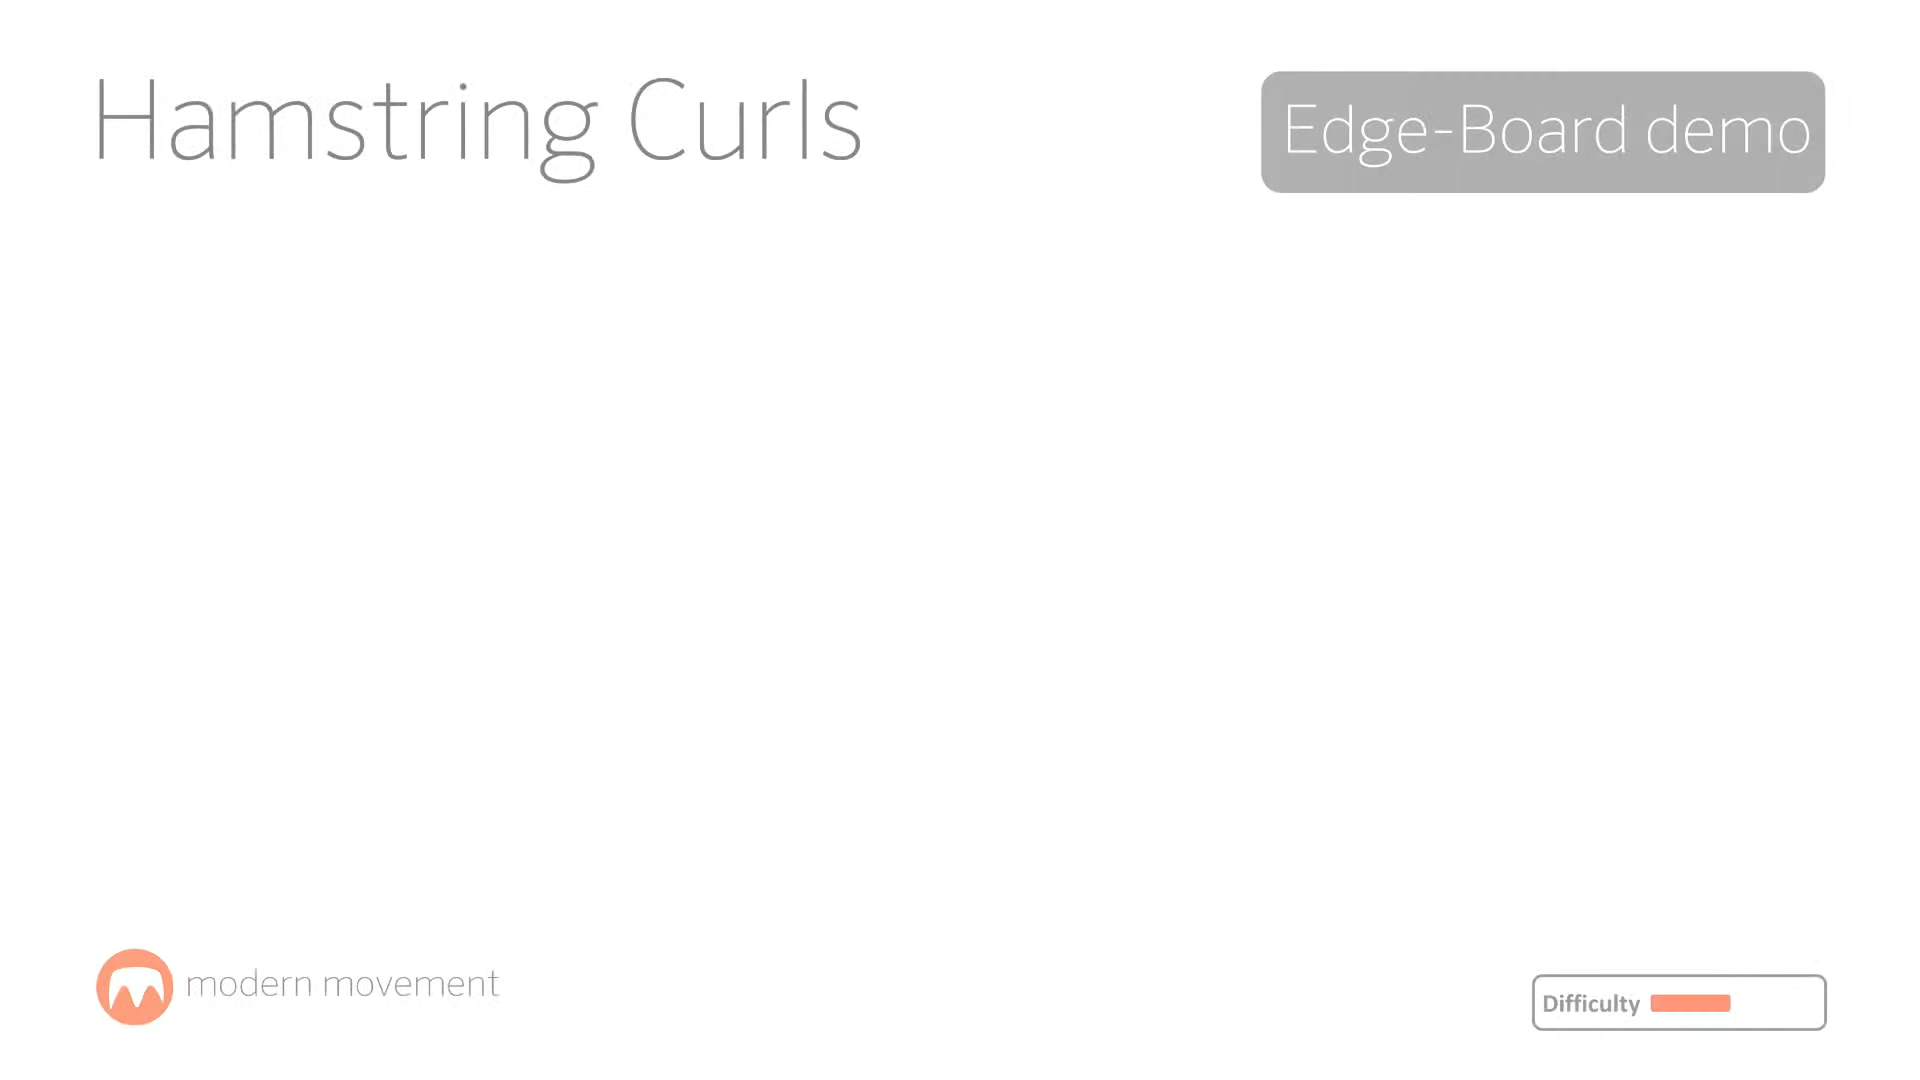 Hamstring Curls
Edge-Board demo
modern movement
Difficulty